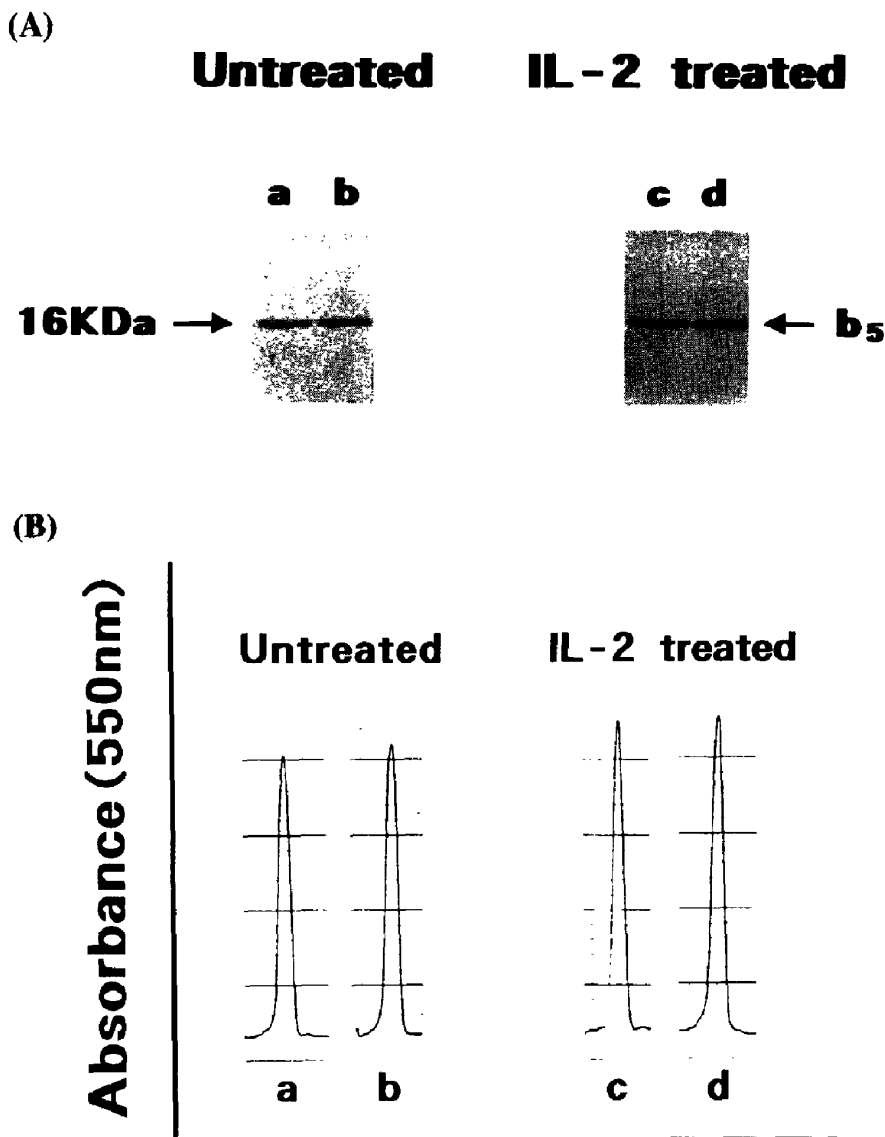 (A)
Untreated IL-2 treated
a b c d
16KDa b5
(B)
Absorbance (550nm)
Untreated IL-2 treated
a b c d